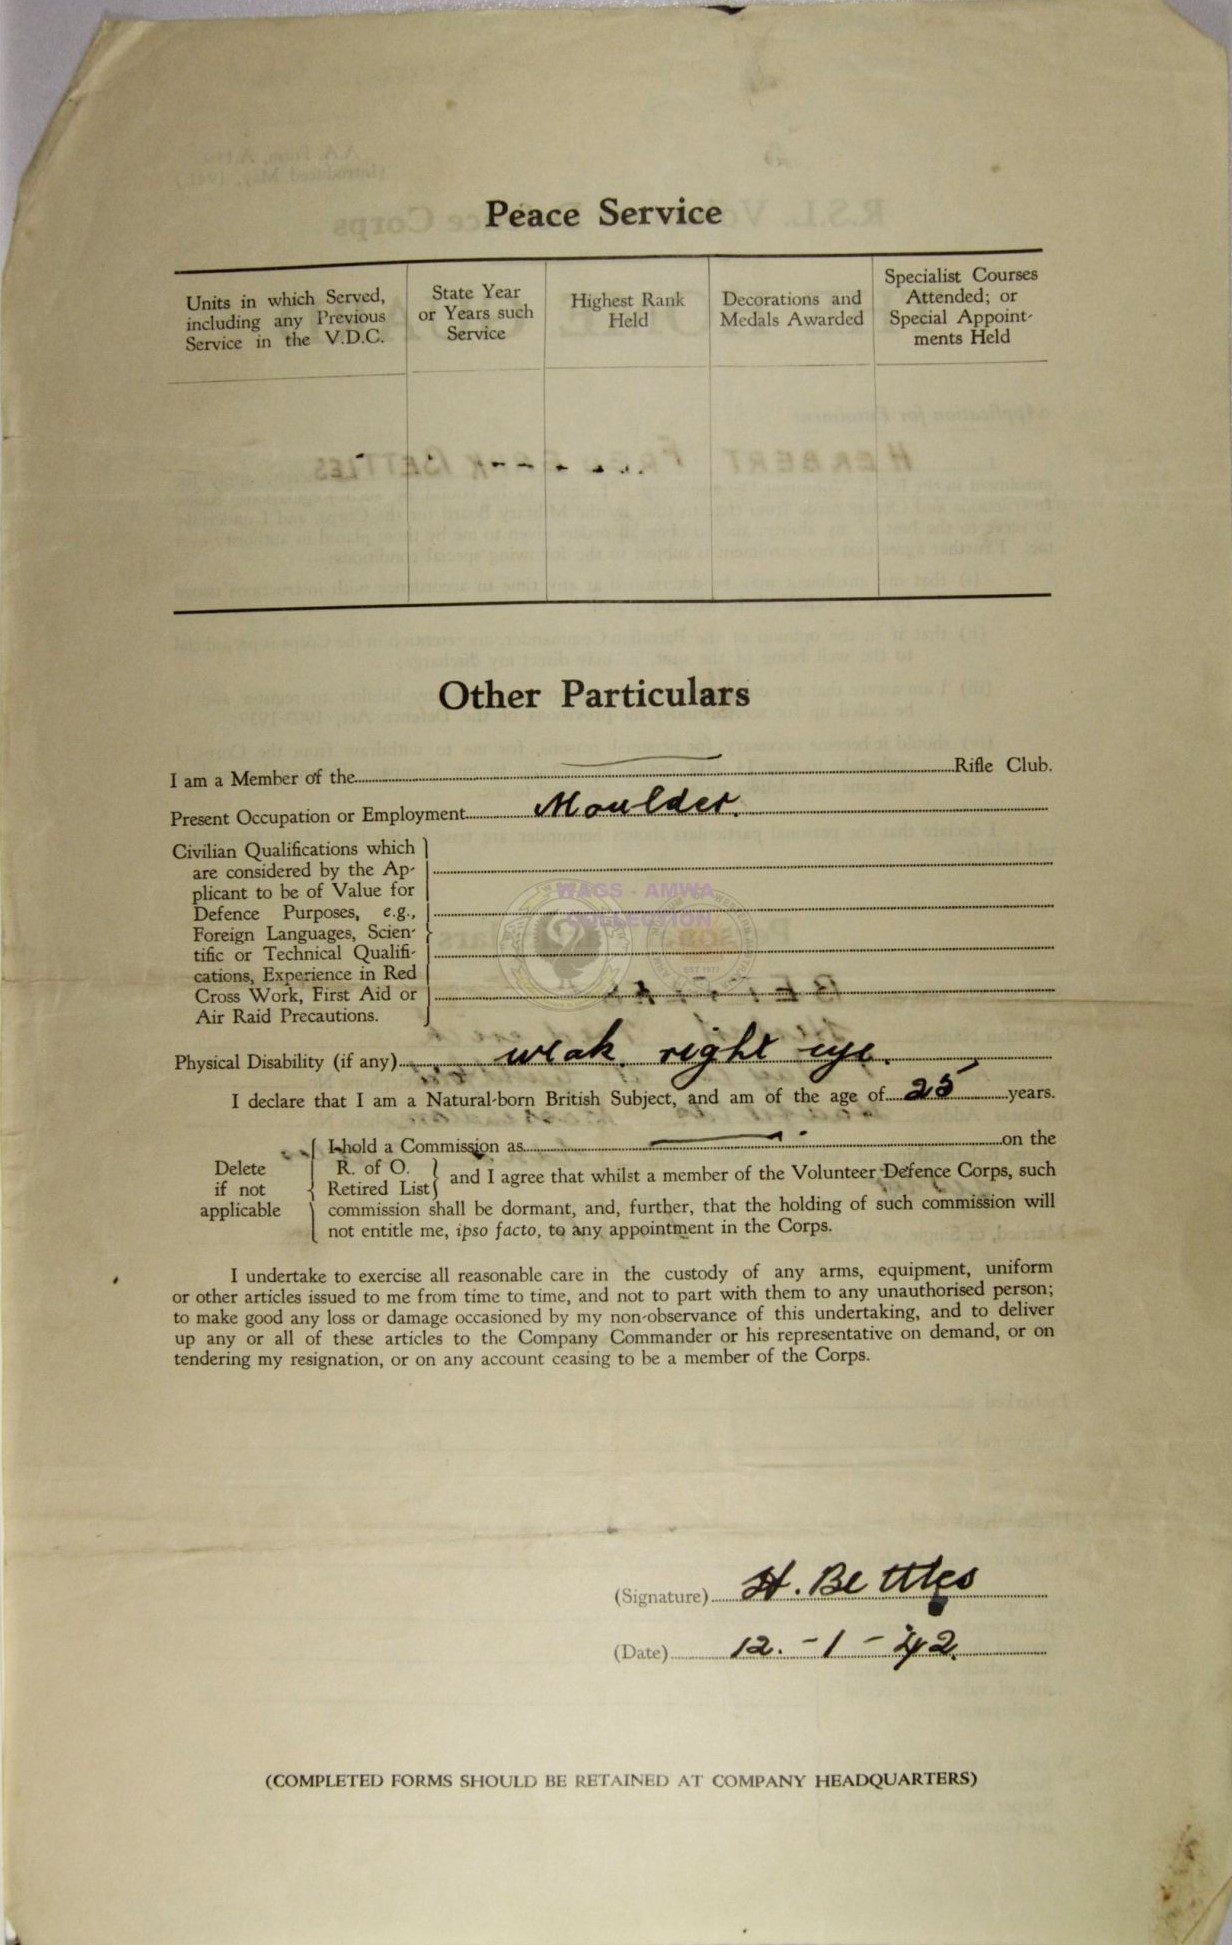 Peace Service
Units in which Served, including any Previous Service in the V.D.C.
State Year or Years such Service
Highest Rank Held
Decorations and Medals Awarded
Specialist Courses Attended; or Special Appoint-ments Held
Other Particulars
I am a Member of the Rifle Club.
Present Occupation or Employment Moulder.
Civilian Qualifications which
are considered by the Ap-
plicant to be of Value for
Defence Purposes, e.g.,
Foreign Languages, Scien-
tific or Technical Qualifi-
cations, Experience in Red
Cross Work, First Aid or
Air Raid Precautions.
WAGS - AMWA
COLLECTION
Physical Disability (if any) weak right eye.
I declare that I am a Natural-born British Subject, and am of the age of 25 years.
Delete
if not
applicable
I hold a Commission as on the
R. of O.
Retired List
and I agree that whilst a member of the Volunteer Defence Corps, such
commission shall be dormant, and, further, that the holding of such commission will
not entitle me, ipso facto, to any appointment in the Corps.
I undertake to exercise all reasonable care in the custody of any arms, equipment, uniform
or other articles issued to me from time to time, and not to part with them to any unauthorised person;
to make good any loss or damage occasioned by my non-observance of this undertaking, and to deliver
up any or all of these articles to the Company Commander or his representative on demand, or on
tendering my resignation, or on any account ceasing to be a member of the Corps.
(Signature) H. Bettles
(Date) 12. - 1 - 42.
(COMPLETED FORMS SHOULD BE RETAINED AT COMPANY HEADQUARTERS)